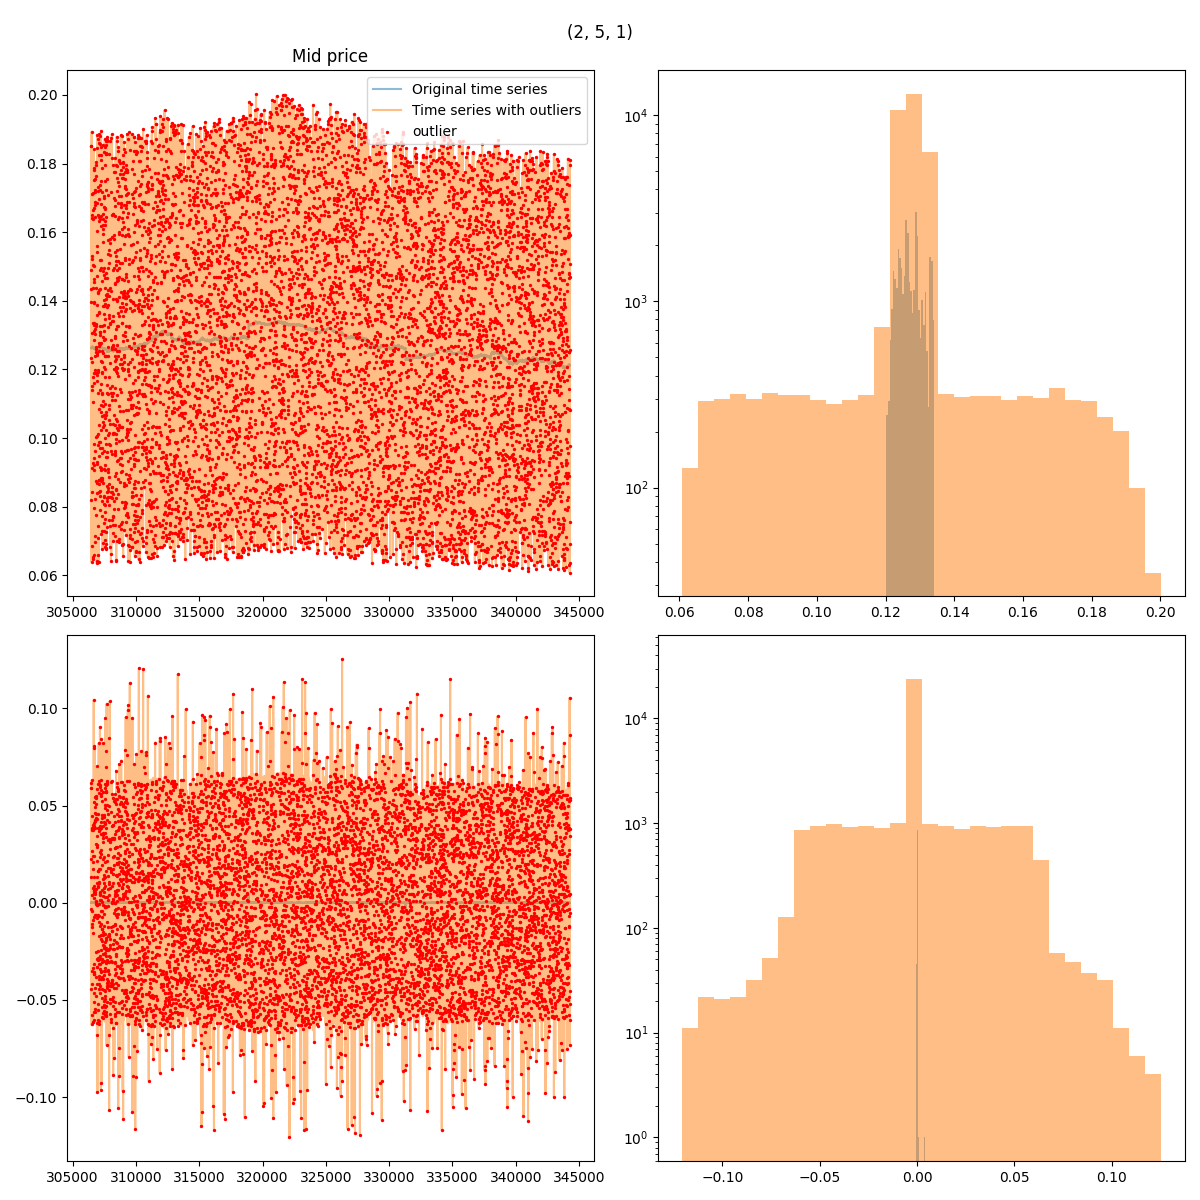 (2, 5, 1)
Mid price
Original time series
Time series with outliers
outlier
0.20
0.18
0.16
0.14
0.12
0.10
0.08
0.06
305000 310000 315000 320000 325000 330000 335000 340000 345000
10⁴
10³
10²
0.06 0.08 0.10 0.12 0.14 0.16 0.18 0.20
0.10
0.05
0.00
−0.05
−0.10
305000 310000 315000 320000 325000 330000 335000 340000 345000
10⁴
10³
10²
10¹
10⁰
−0.10 −0.05 0.00 0.05 0.10